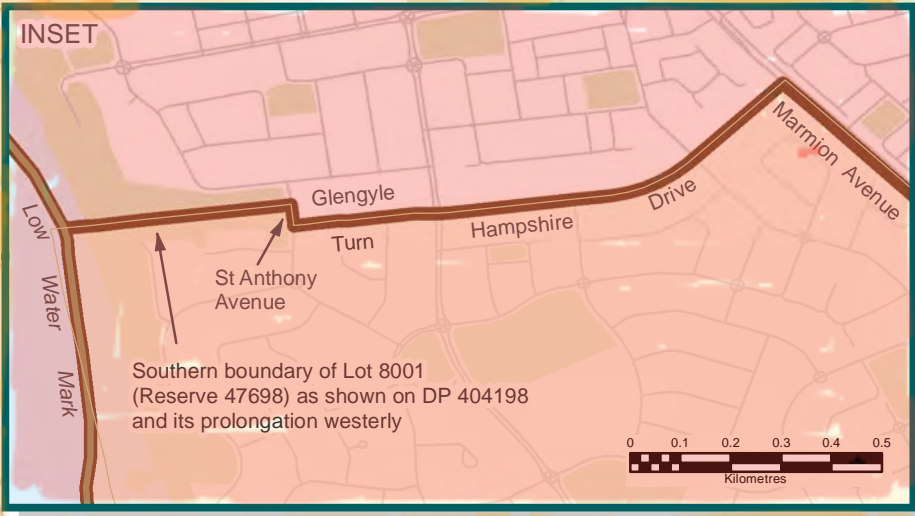 INSET
Marmion Avenue
Glengyle
Drive
Low Water Mark
Hampshire
Turn
St Anthony
Avenue
Southern boundary of Lot 8001
(Reserve 47698) as shown on DP 404198
and its prolongation westerly
0 0.1 0.2 0.3 0.4 0.5
Kilometres